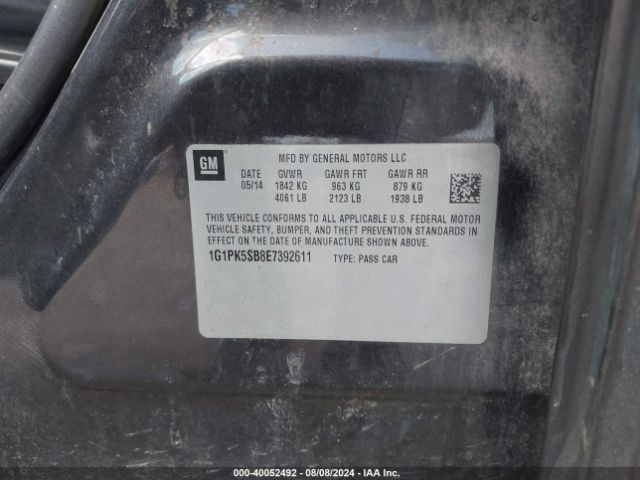 GM
MFD BY GENERAL MOTORS LLC
DATE GVWR GAWR FRT GAWR RR
05/14 1842 KG 963 KG 879 KG
4061 LB 2123 LB 1938 LB
THIS VEHICLE CONFORMS TO ALL APPLICABLE U.S. FEDERAL MOTOR
VEHICLE SAFETY, BUMPER, AND THEFT PREVENTION STANDARDS IN
EFFECT ON THE DATE OF MANUFACTURE SHOWN ABOVE.
1G1PK5SB8E7392611 TYPE: PASS CAR
000-40052492 - 08/08/2024 - IAA Inc.